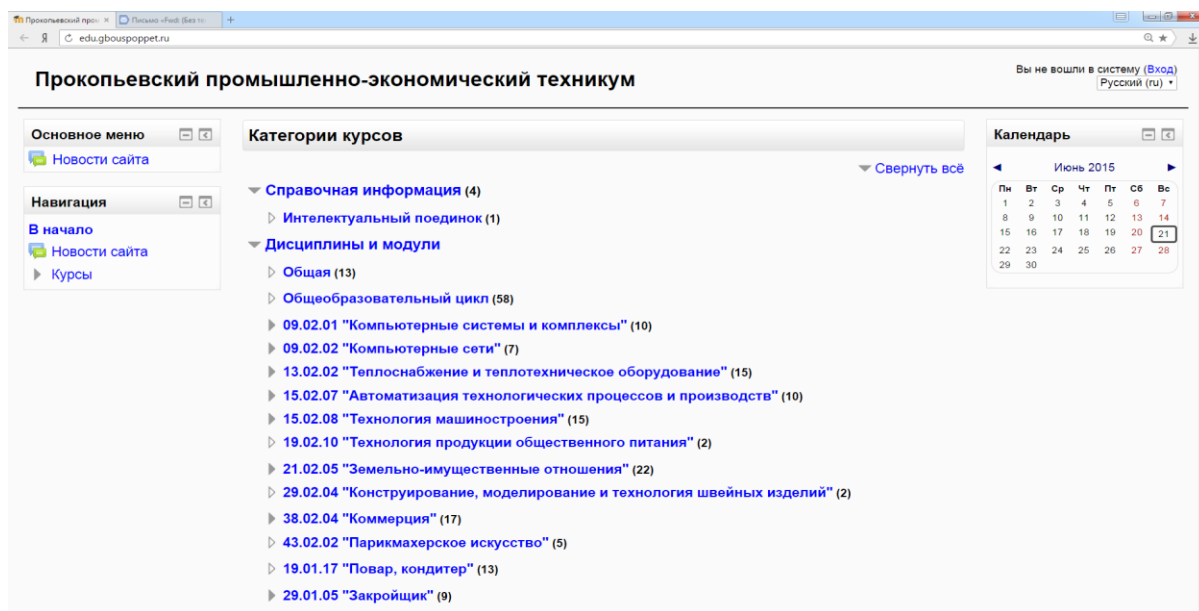 Прокопьевский пром
Письмо «Fwd: (Без те
edu.gbouspoppet.ru
Прокопьевский промышленно-экономический техникум
Вы не вошли в систему (Вход)
Русский (ru)
Основное меню
Новости сайта
Навигация
В начало
Новости сайта
Курсы
Категории курсов
Свернуть всё
Справочная информация (4)
Интелектуальный поединок (1)
Дисциплины и модули
Общая (13)
Общеобразовательный цикл (58)
09.02.01 "Компьютерные системы и комплексы" (10)
09.02.02 "Компьютерные сети" (7)
13.02.02 "Теплоснабжение и теплотехническое оборудование" (15)
15.02.07 "Автоматизация технологических процессов и производств" (10)
15.02.08 "Технология машиностроения" (15)
19.02.10 "Технология продукции общественного питания" (2)
21.02.05 "Земельно-имущественные отношения" (22)
29.02.04 "Конструирование, моделирование и технология швейных изделий" (2)
38.02.04 "Коммерция" (17)
43.02.02 "Парикмахерское искусство" (5)
19.01.17 "Повар, кондитер" (13)
29.01.05 "Закройщик" (9)
Календарь
Июнь 2015
Пн Вт Ср Чт Пт Сб Вс
1 2 3 4 5 6 7
8 9 10 11 12 13 14
15 16 17 18 19 20 21
22 23 24 25 26 27 28
29 30